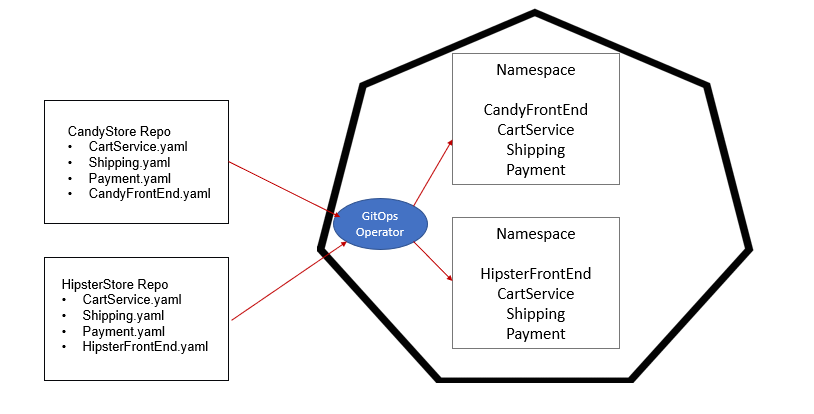 CandyStore Repo
• CartService.yaml
• Shipping.yaml
• Payment.yaml
• CandyFrontEnd.yaml
HipsterStore Repo
• CartService.yaml
• Shipping.yaml
• Payment.yaml
• HipsterFrontEnd.yaml
GitOps
Operator
Namespace
CandyFrontEnd
CartService
Shipping
Payment
Namespace
HipsterFrontEnd
CartService
Shipping
Payment